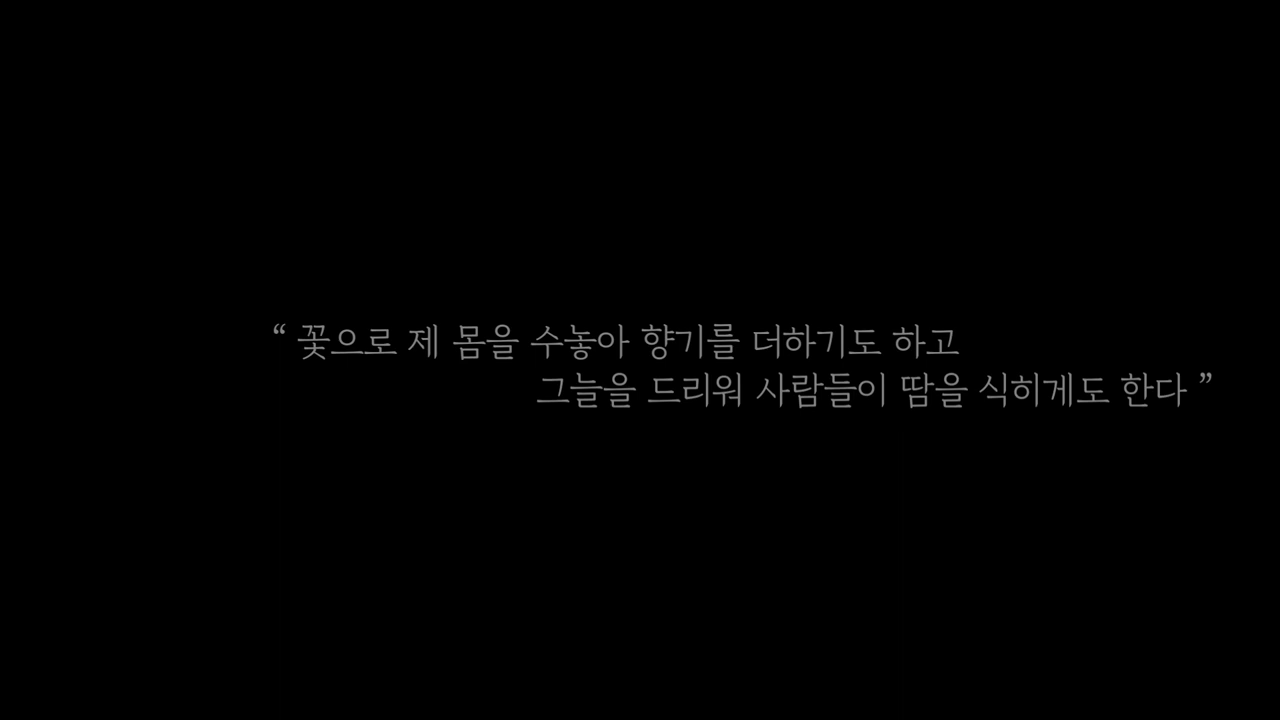 “ 꽃으로 제 몸을 수놓아 향기를 더하기도 하고
그늘을 드리워 사람들이 땀을 식히게도 한다 ”